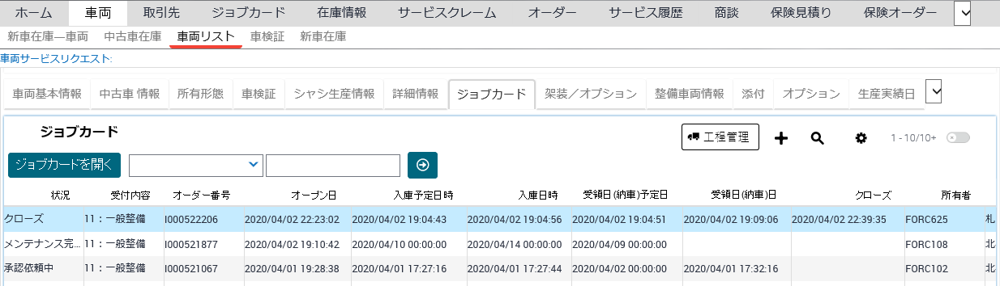 ホーム 車両 取引先 ジョブカード 在庫情報 サービスクレーム オーダー サービス履歴 商談 保険見積り 保険オーダー
新車在庫―車両 中古車在庫 車両リスト 車検証 新車在庫
車両サービスリクエスト:
車両基本情報 中古車 情報 所有形態 車検証 シャシ生産情報 詳細情報 ジョブカード 架装／オプション 整備車両情報 添付 オプション 生産実績日
ジョブカード 工程管理 1 - 10/10+
ジョブカードを開く
状況 受付内容 オーダー番号 オープン日 入庫予定日時 入庫日時 受領日(納車)予定日 受領日(納車)日 クローズ 所有者
クローズ 11：一般整備 I000522206 2020/04/02 22:23:02 2020/04/02 19:04:43 2020/04/02 19:04:56 2020/04/02 19:04:51 2020/04/02 19:09:06 2020/04/02 22:39:35 FORC625 札
メンテナンス完... 11：一般整備 I000521877 2020/04/02 19:10:42 2020/04/10 00:00:00 2020/04/14 00:00:00 2020/04/09 00:00:00 FORC108 北
承認依頼中 11：一般整備 I000521067 2020/04/01 19:28:38 2020/04/01 17:27:16 2020/04/01 17:27:44 2020/04/02 00:00:00 2020/04/01 17:32:16 FORC102 北